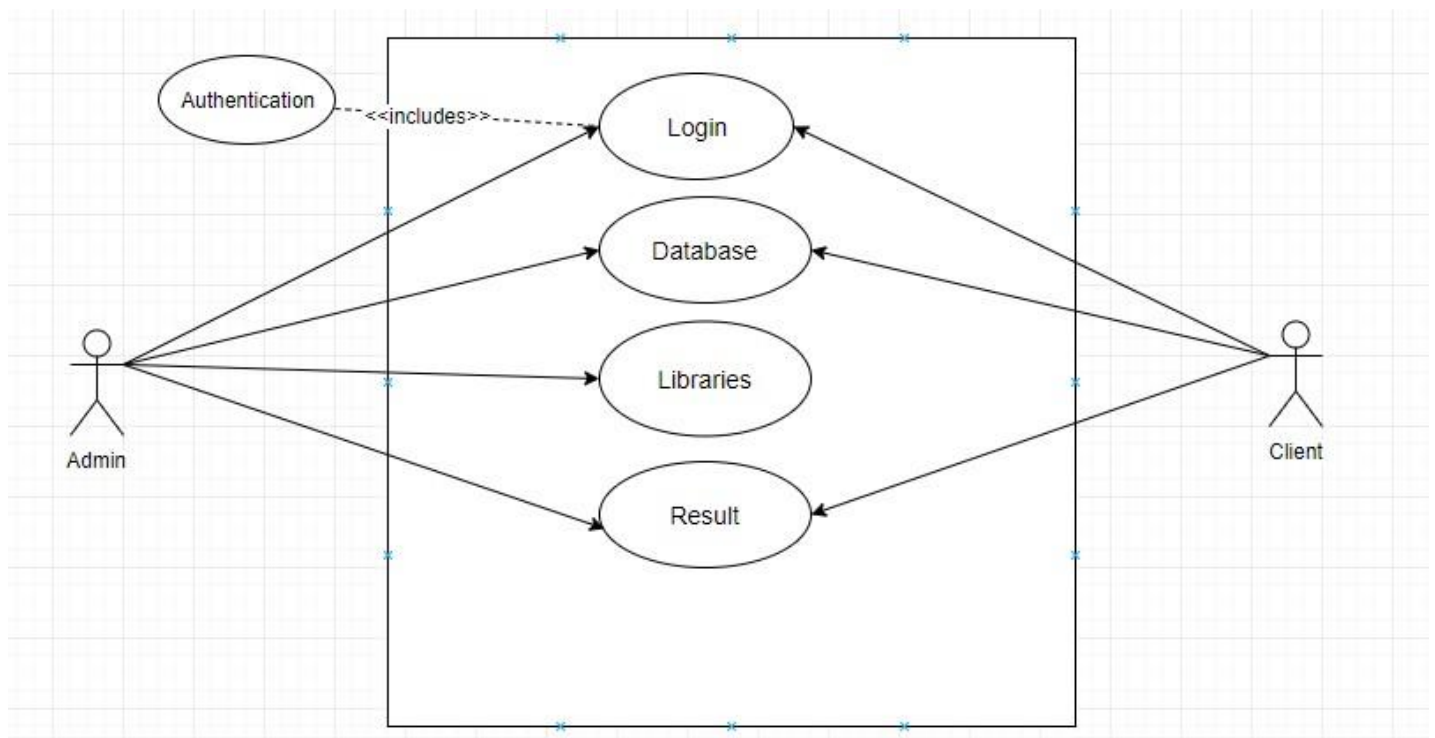 Authentication
<<includes>>
Login
Database
Libraries
Result
Admin
Client